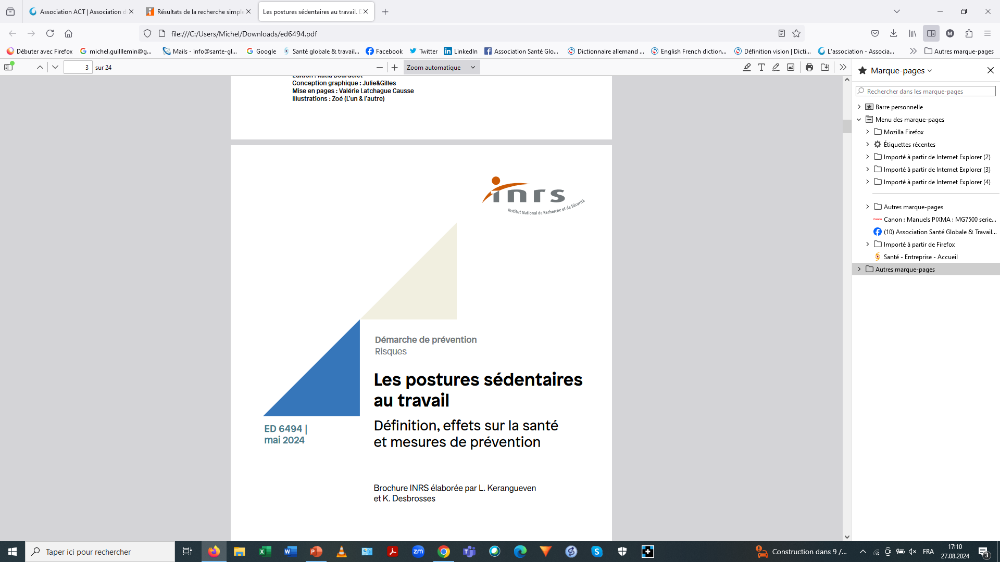 Association ACT | Association d
Résultats de la recherche simple
Les postures sédentaires au travail.
file:///C:/Users/Michel/Downloads/ed6494.pdf
M
Débuter avec Firefox
michel.guilllemin@g...
Mails - info@sante-gl...
Google
Santé globale & travail...
Facebook
Twitter
LinkedIn
Association Santé Glo...
Dictionnaire allemand ...
English French diction...
Définition vision | Dicti...
L'association - Associa...
Autres marque-pages
3 sur 24
Zoom automatique
Édition : Katia Bourdelet
Conception graphique : Julie&Gilles
Mise en pages : Valérie Latchague Causse
Illustrations : Zoé (L'un & l'autre)
inrs
Institut National de Recherche et de Sécurité
Démarche de prévention
Risques
Les postures sédentaires
au travail
Définition, effets sur la santé
et mesures de prévention
ED 6494 |
mai 2024
Brochure INRS élaborée par L. Kerangueven
et K. Desbrosses
Marque-pages
Rechercher dans les marque-pages
Barre personnelle
Menu des marque-pages
Mozilla Firefox
Étiquettes récentes
Importé à partir de Internet Explorer (2)
Importé à partir de Internet Explorer (3)
Importé à partir de Internet Explorer (4)
Autres marque-pages
Canon : Manuels PIXMA : MG7500 serie...
(10) Association Santé Globale & Travail...
Importé à partir de Firefox
Santé - Entreprise - Accueil
Autres marque-pages
Taper ici pour rechercher
zm
Construction dans 9 /...
FRA
17:10
27.08.2024
3